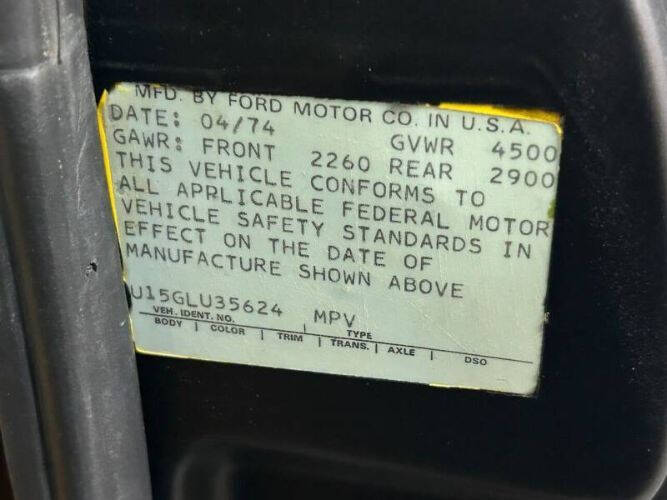 MFD. BY FORD MOTOR CO. IN U.S.A.
DATE: 04/74 GVWR 4500
GAWR: FRONT 2260 REAR 2900
THIS VEHICLE CONFORMS TO
ALL APPLICABLE FEDERAL MOTOR
VEHICLE SAFETY STANDARDS IN
EFFECT ON THE DATE OF
MANUFACTURE SHOWN ABOVE
U15GLU35624 MPV
VEH. IDENT. NO. TYPE
BODY | COLOR | TRIM | TRANS. | AXLE | DSO